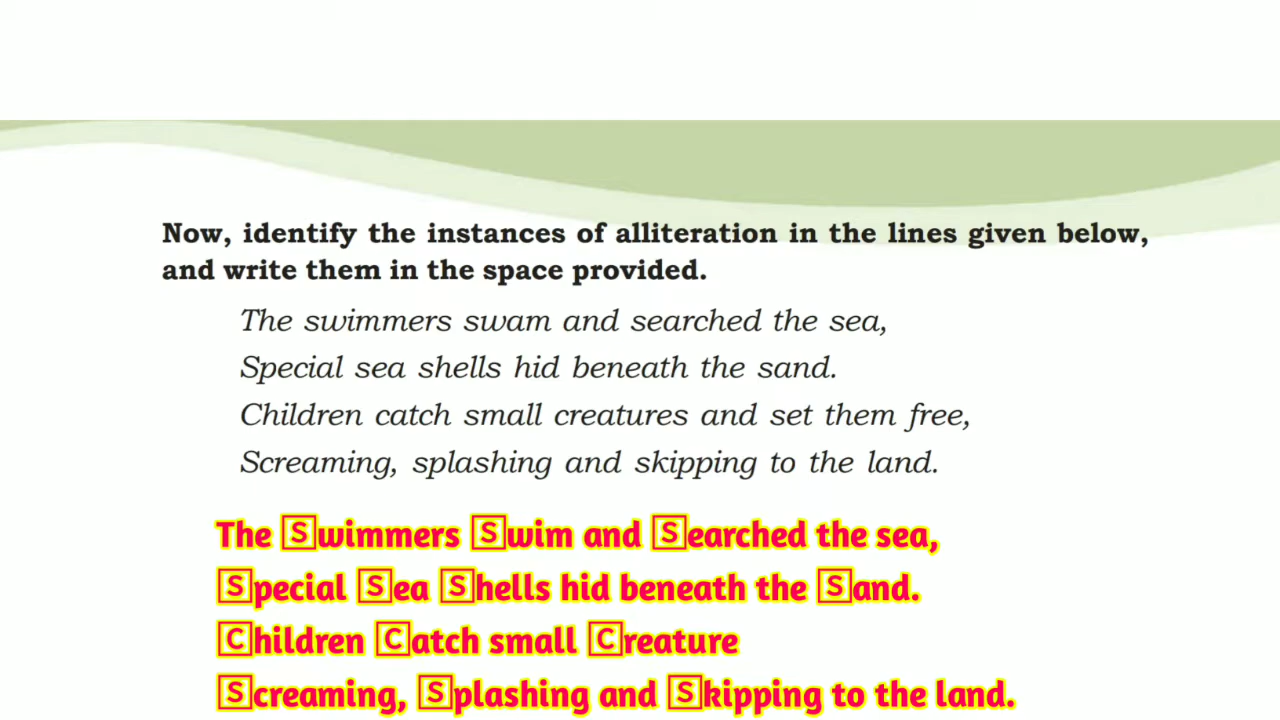 Now, identify the instances of alliteration in the lines given below,
and write them in the space provided.
The swimmers swam and searched the sea,
Special sea shells hid beneath the sand.
Children catch small creatures and set them free,
Screaming, splashing and skipping to the land.
The Swimmers Swim and Searched the sea,
Special Sea Shells hid beneath the Sand.
Children Catch small Creature
Screaming, Splashing and Skipping to the land.